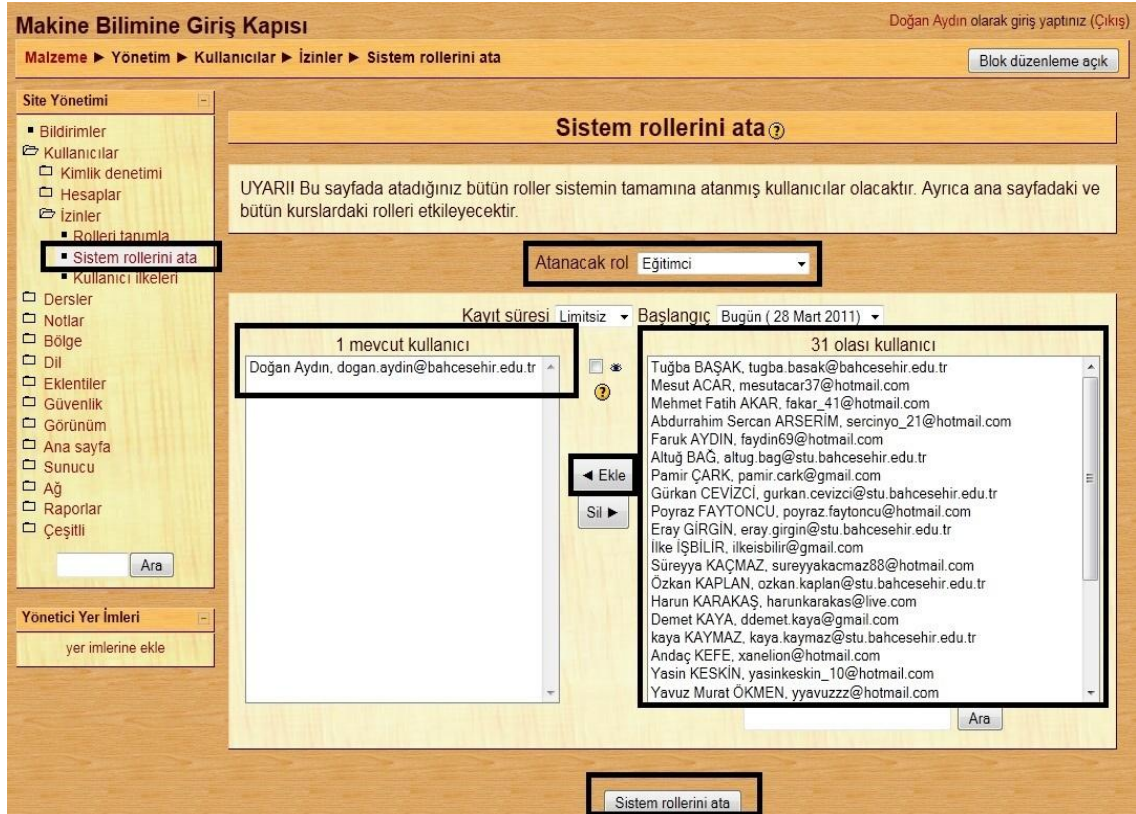 Makine Bilimine Giriş Kapısı
Doğan Aydın olarak giriş yaptınız (Çıkış)
Malzeme ► Yönetim ► Kullanıcılar ► İzinler ► Sistem rollerini ata
Blok düzenleme açık
Site Yönetimi
Bildirimler
Kullanıcılar
Kimlik denetimi
Hesaplar
İzinler
Rolleri tanımla
Sistem rollerini ata
Kullanıcı ilkeleri
Dersler
Notlar
Bölge
Dil
Eklentiler
Güvenlik
Görünüm
Ana sayfa
Sunucu
Ağ
Raporlar
Çeşitli
Ara
Yönetici Yer İmleri
yer imlerine ekle
Sistem rollerini ata
UYARI! Bu sayfada atadığınız bütün roller sistemin tamamına atanmış kullanıcılar olacaktır. Ayrıca ana sayfadaki ve
bütün kurslardaki rolleri etkileyecektir.
Atanacak rol Eğitimci
Kayıt süresi Limitsiz Başlangıç Bugün ( 28 Mart 2011)
1 mevcut kullanıcı
Doğan Aydın, dogan.aydin@bahcesehir.edu.tr
◄ Ekle
Sil ►
31 olası kullanıcı
Tuğba BAŞAK, tugba.basak@bahcesehir.edu.tr
Mesut ACAR, mesutacar37@hotmail.com
Mehmet Fatih AKAR, fakar_41@hotmail.com
Abdurrahim Sercan ARSERİM, sercinyo_21@hotmail.com
Faruk AYDIN, faydin69@hotmail.com
Altuğ BAĞ, altug.bag@stu.bahcesehir.edu.tr
Pamir ÇARK, pamir.cark@gmail.com
Gürkan CEVİZCİ, gurkan.cevizci@stu.bahcesehir.edu.tr
Poyraz FAYTONCU, poyraz.faytoncu@hotmail.com
Eray GİRGİN, eray.girgin@stu.bahcesehir.edu.tr
İlke İŞBİLİR, ilkeisbilir@gmail.com
Süreyya KAÇMAZ, sureyyakacmaz88@hotmail.com
Özkan KAPLAN, ozkan.kaplan@stu.bahcesehir.edu.tr
Harun KARAKAŞ, harunkarakas@live.com
Demet KAYA, ddemet.kaya@gmail.com
kaya KAYMAZ, kaya.kaymaz@stu.bahcesehir.edu.tr
Andaç KEFE, xanelion@hotmail.com
Yasin KESKİN, yasinkeskin_10@hotmail.com
Yavuz Murat ÖKMEN, yyavuzzz@hotmail.com
Ara
Sistem rollerini ata